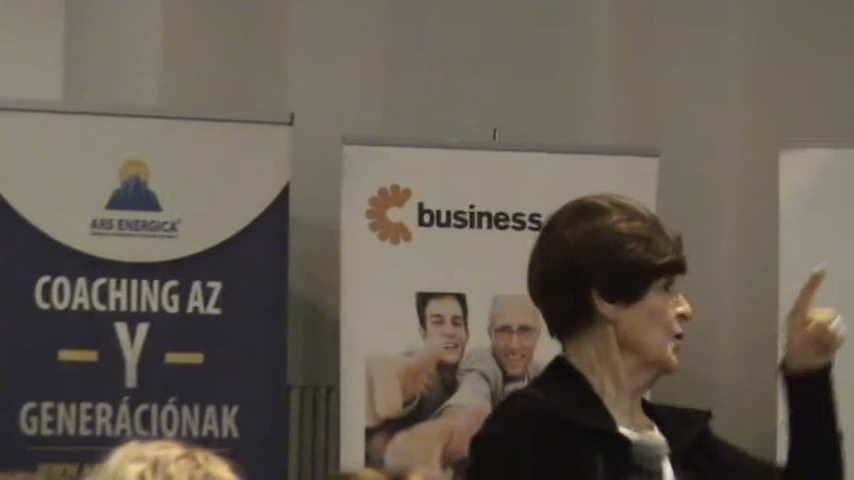 ARS ENERGICA
COACHING AZ
Y
GENERÁCIÓNAK
business